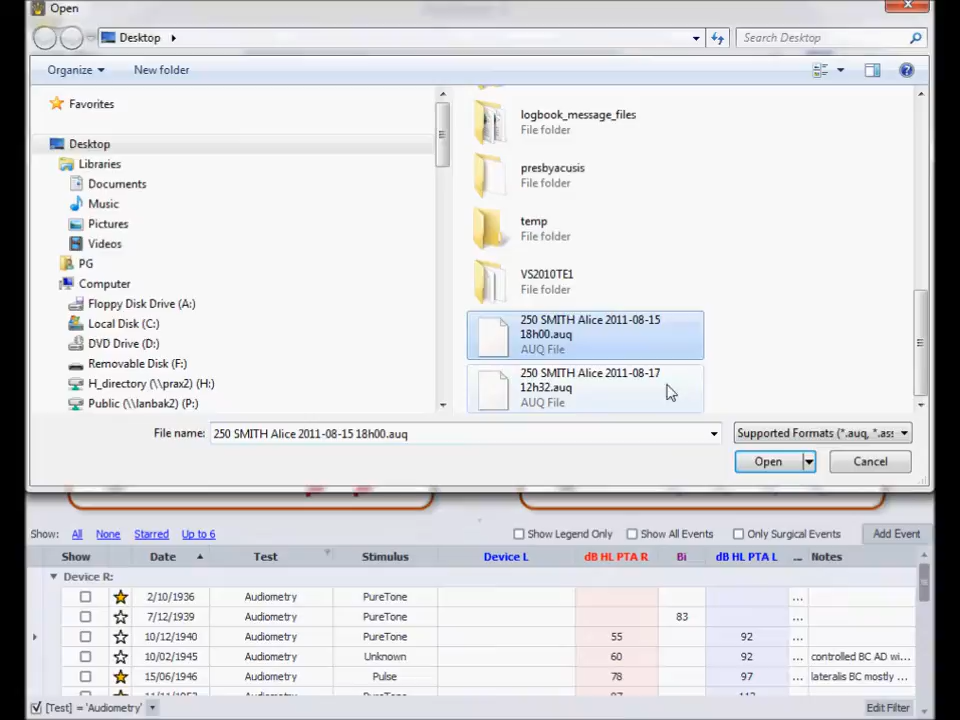 Open
Desktop
Search Desktop
Organize
New folder
Favorites
Desktop
Libraries
Documents
Music
Pictures
Videos
PG
Computer
Floppy Disk Drive (A:)
Local Disk (C:)
DVD Drive (D:)
Removable Disk (F:)
H_directory (\\prax2) (H:)
Public (\\lanbak2) (P:)
logbook_message_files
File folder
presbyacusis
File folder
temp
File folder
VS2010TE1
File folder
250 SMITH Alice 2011-08-15
18h00.auq
AUQ File
250 SMITH Alice 2011-08-17
12h32.auq
AUQ File
File name: 250 SMITH Alice 2011-08-15 18h00.auq
Supported Formats (*.auq, *.as
Open
Cancel
Show: All None Starred Up to 6 Show Legend Only Show All Events Only Surgical Events Add Event
Show Date Test Stimulus Device L dB HL PTA R Bi dB HL PTA L ... Notes
Device R:
2/10/1936 Audiometry PureTone ...
7/12/1939 Audiometry PureTone 83 ...
10/12/1940 Audiometry PureTone 55 92 ...
10/02/1945 Audiometry Unknown 60 92 ... controlled BC AD wi...
15/06/1946 Audiometry Pulse 78 97 ... lateralis BC mostly ...
[Test] = 'Audiometry' Edit Filter